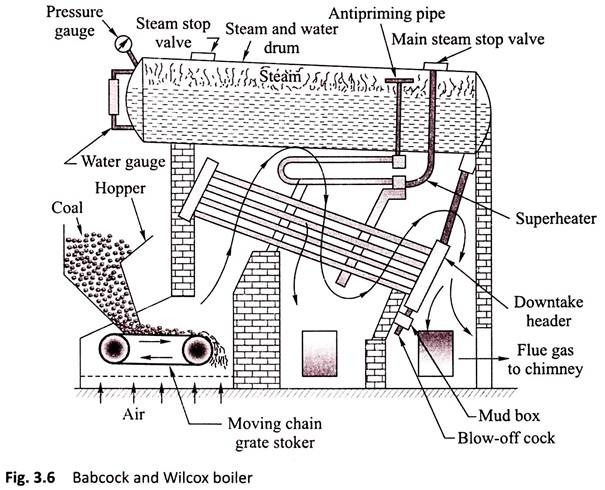 Pressure
gauge
Steam stop
valve
Steam and water
drum
Antipriming pipe
Main steam stop valve
Steam
Water gauge
Hopper
Coal
Superheater
Downtake
header
Flue gas
to chimney
Air
Moving chain
grate stoker
Mud box
Blow-off cock
Fig. 3.6 Babcock and Wilcox boiler